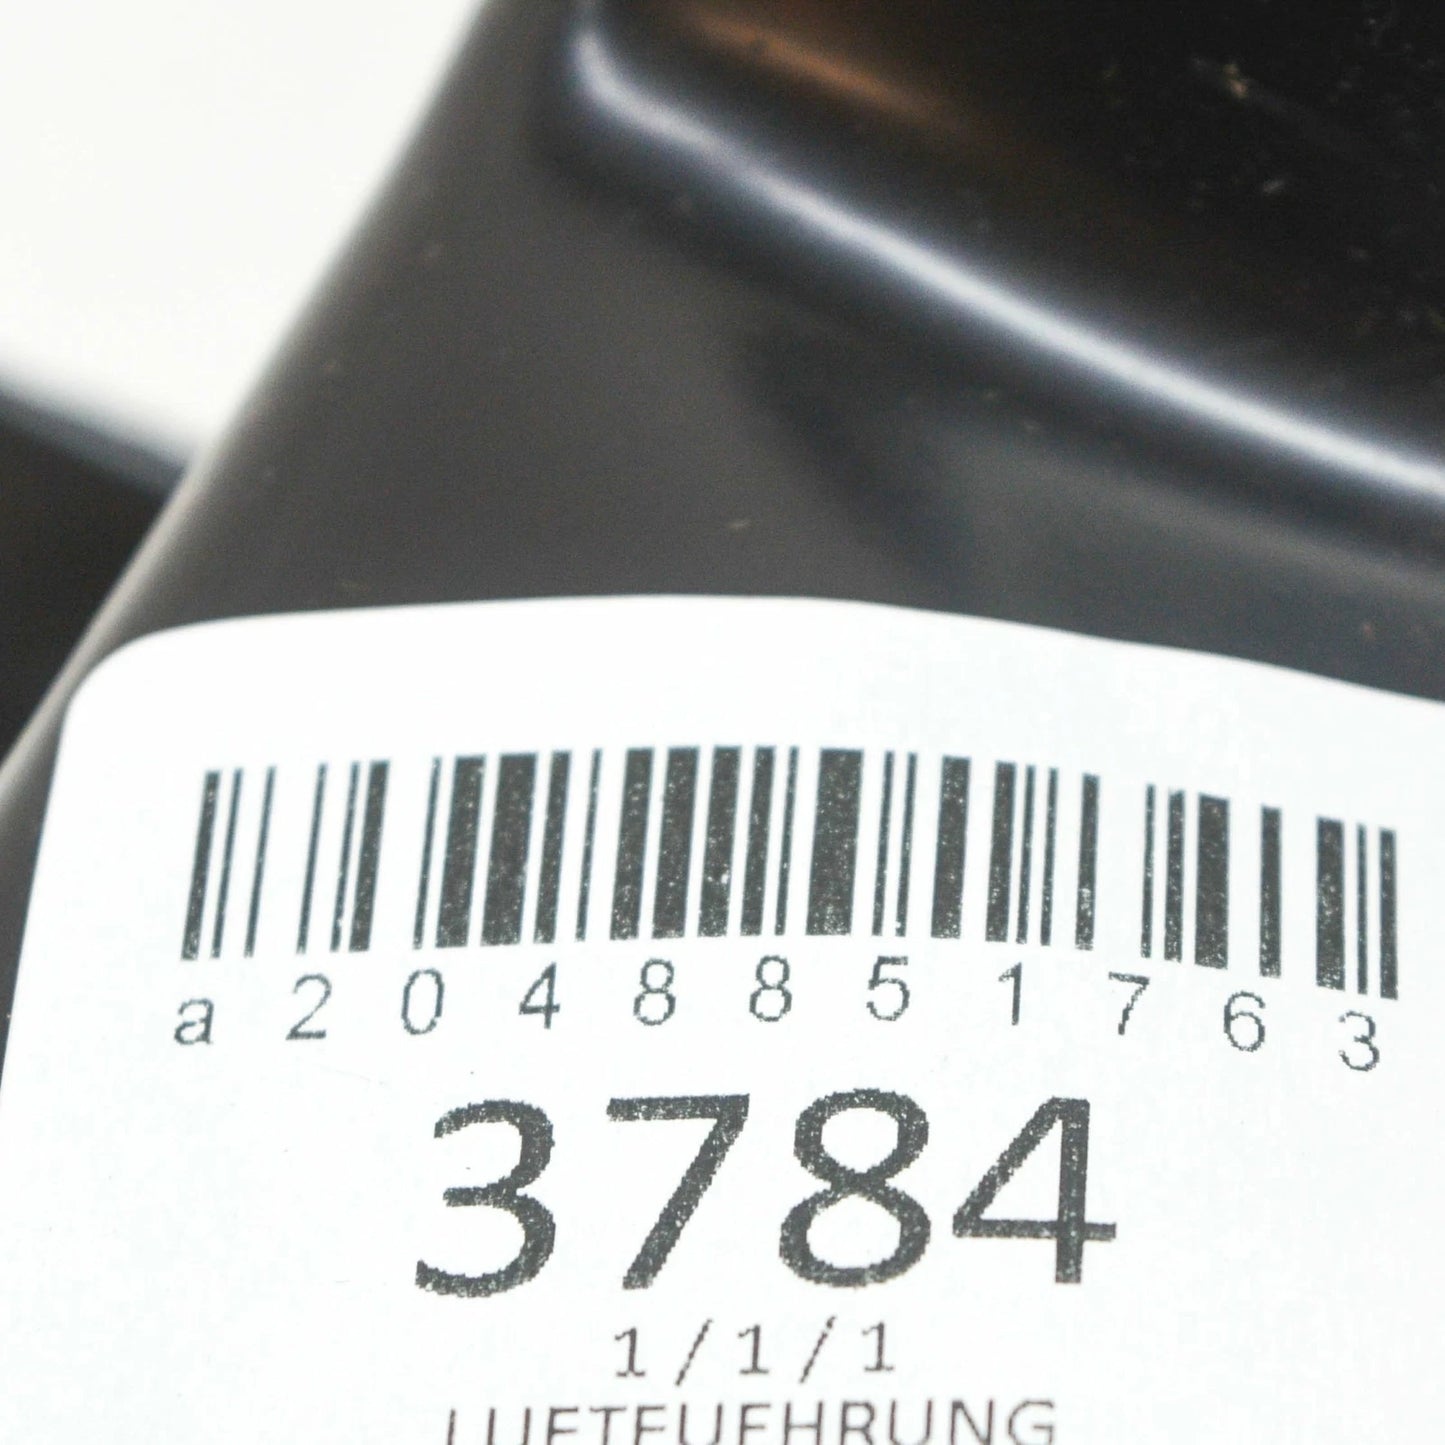 a2048851763
3784
1/1/1
LUFTFUEHRUNG